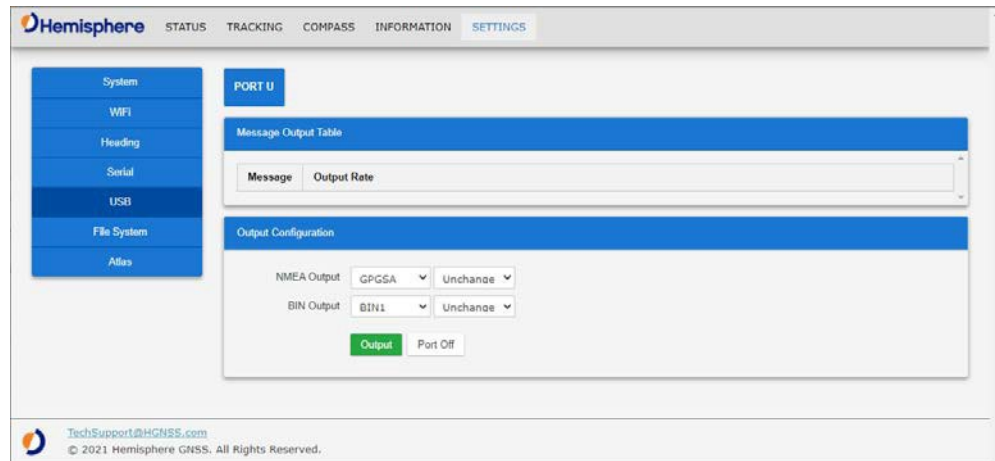 Hemisphere STATUS TRACKING COMPASS INFORMATION SETTINGS
System
WiFi
Heading
Serial
USB
File System
Atlas
PORT U
Message Output Table
Message Output Rate
Output Configuration
NMEA Output GPGSA Unchange
BIN Output BIN1 Unchange
Output Port Off
TechSupport@HGNSS.com
© 2021 Hemisphere GNSS. All Rights Reserved.